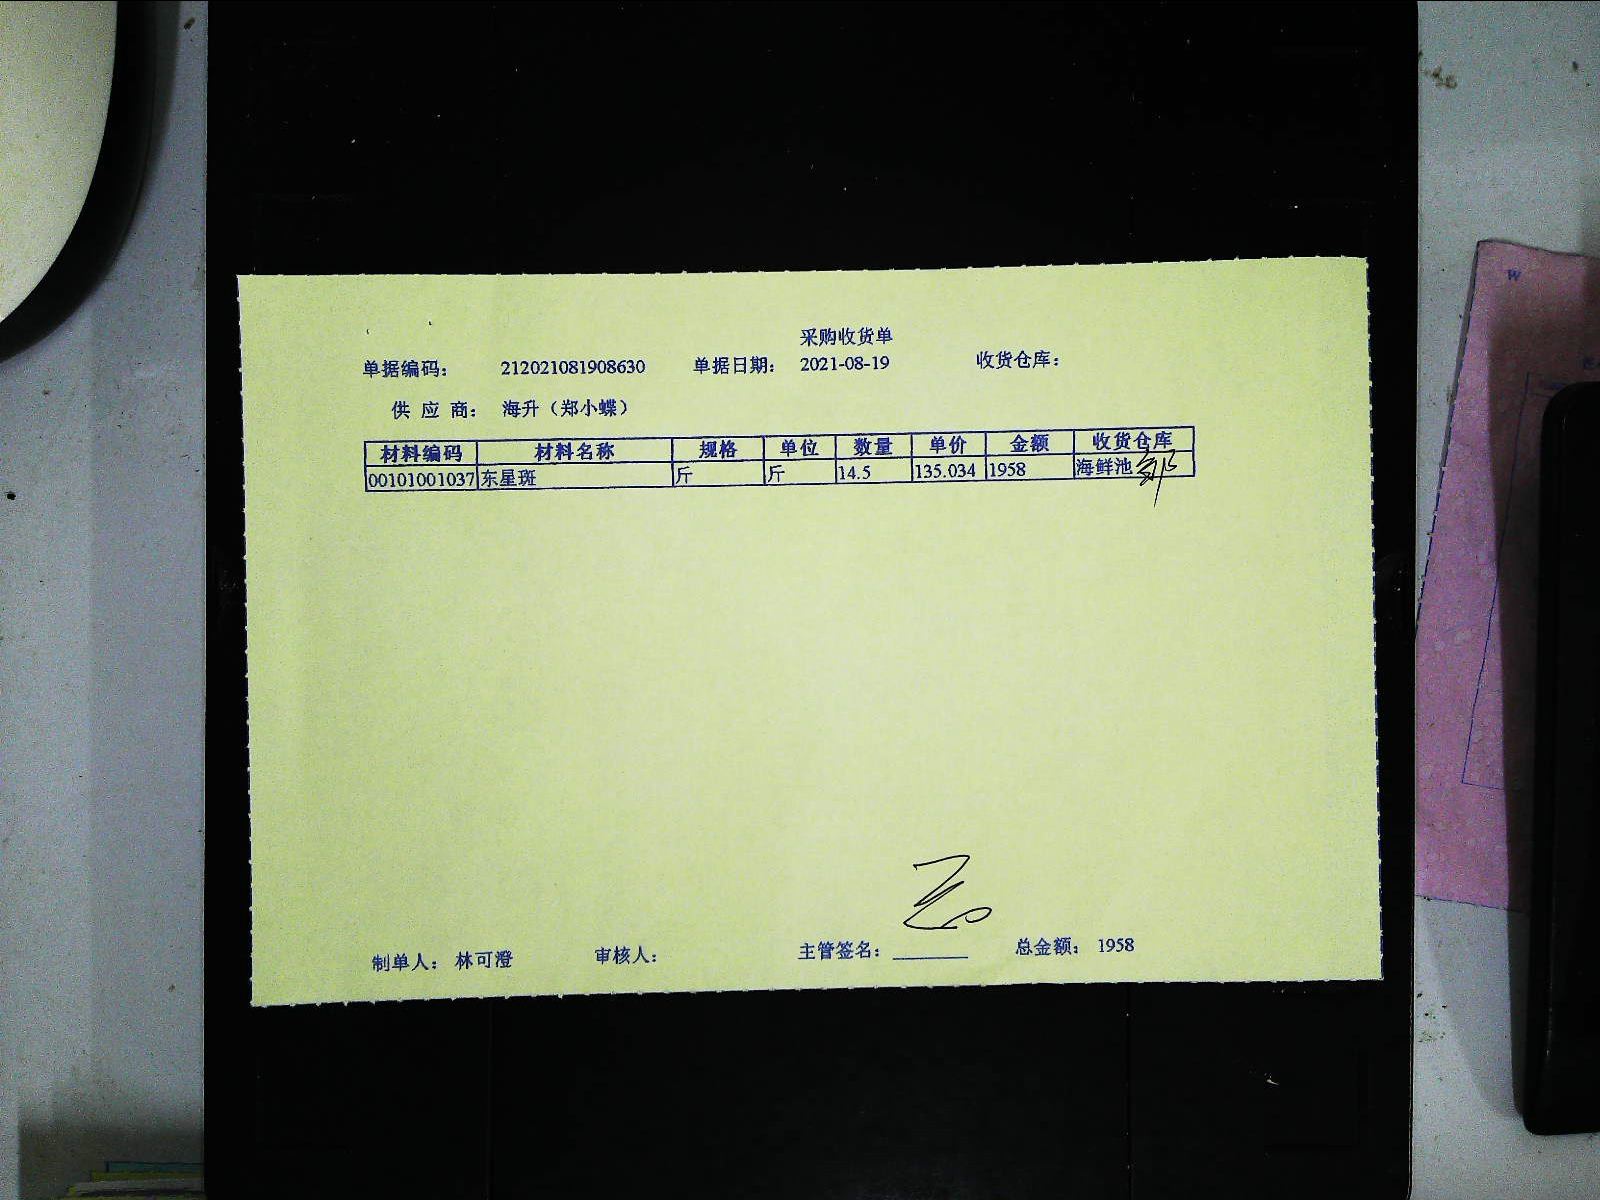 采购收货单
单据编码： 212021081908630 单据日期： 2021-08-19 收货仓库：
供 应 商： 海升（郑小蝶）
材料编码 材料名称 规格 单位 数量 单价 金额 收货仓库
00101001037 东星斑 斤 斤 14.5 135.034 1958 海鲜池
制单人： 林可澄 审核人： 主管签名： 总金额： 1958
W